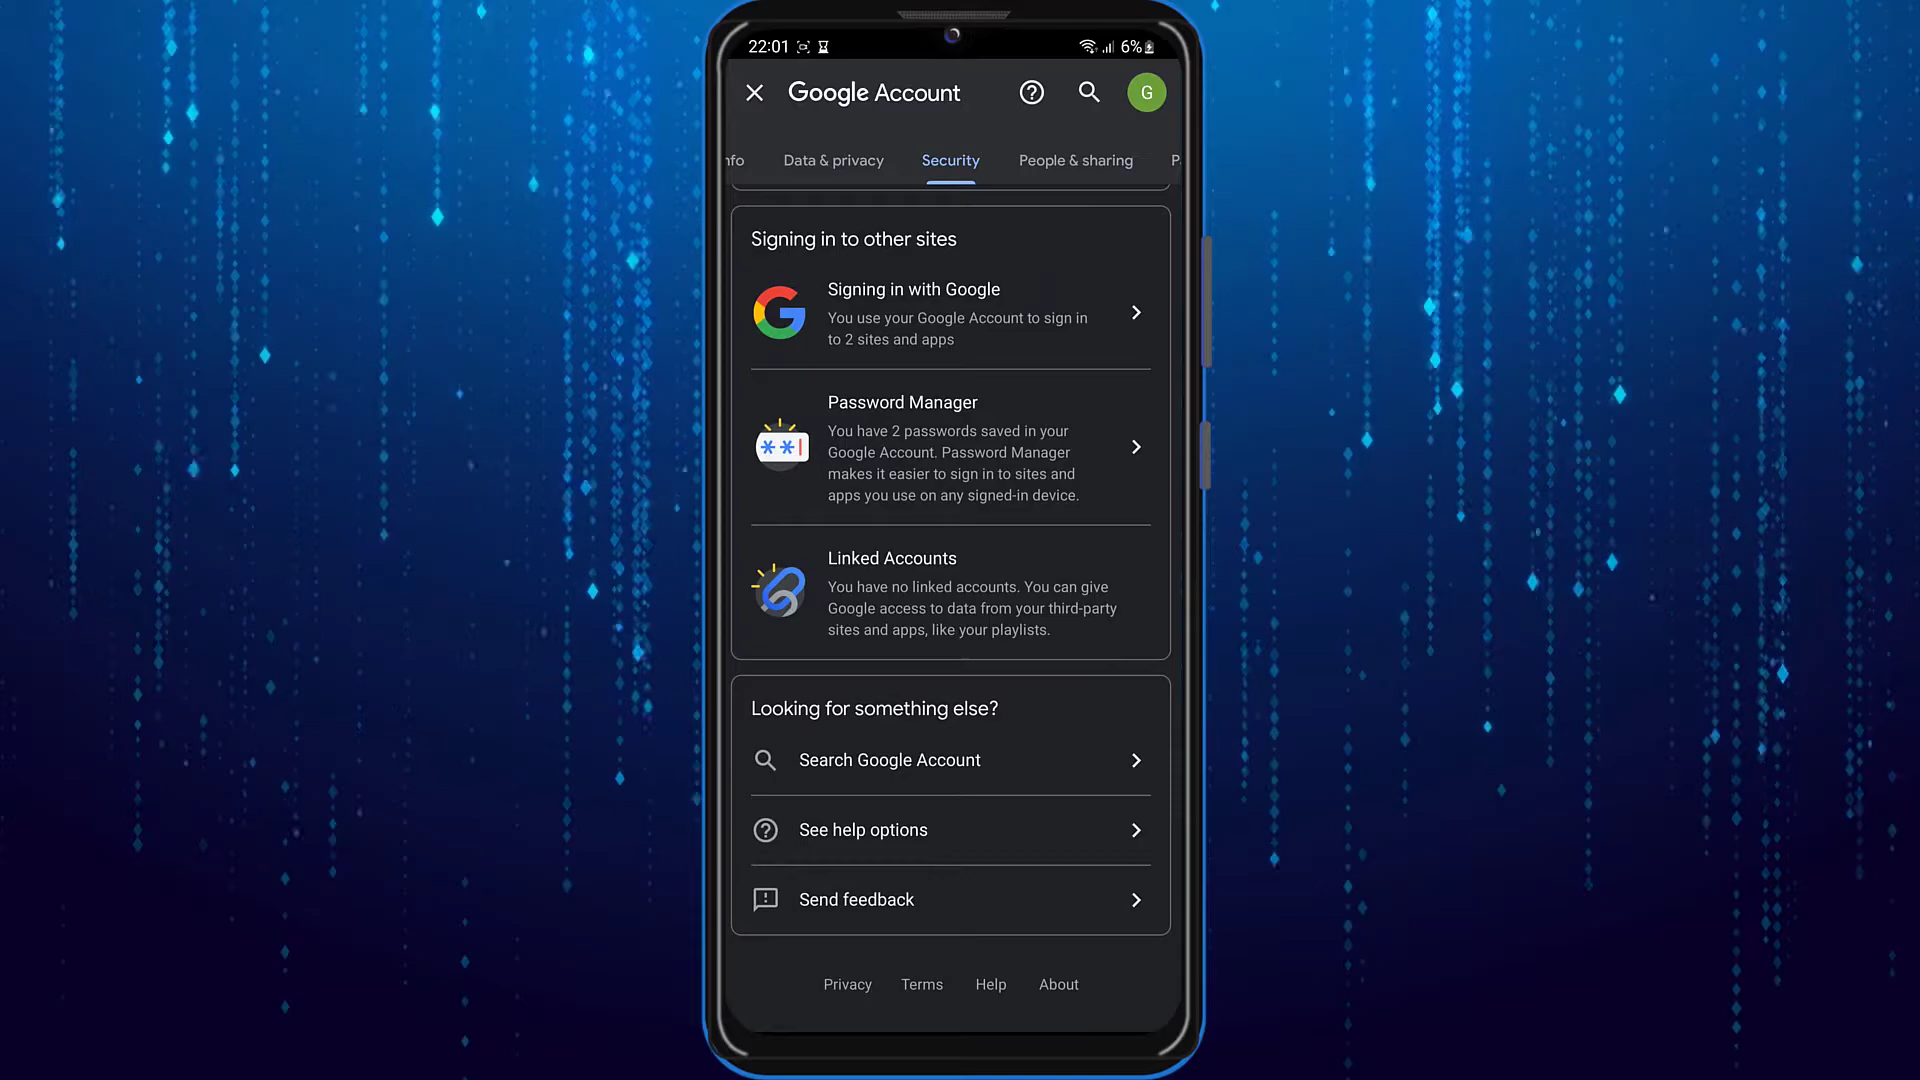 22:01 6%
Google Account G
nfo Data & privacy Security People & sharing P
Signing in to other sites
Signing in with Google
You use your Google Account to sign in
to 2 sites and apps
Password Manager
You have 2 passwords saved in your
Google Account. Password Manager
makes it easier to sign in to sites and
apps you use on any signed-in device.
Linked Accounts
You have no linked accounts. You can give
Google access to data from your third-party
sites and apps, like your playlists.
Looking for something else?
Search Google Account
See help options
Send feedback
Privacy Terms Help About